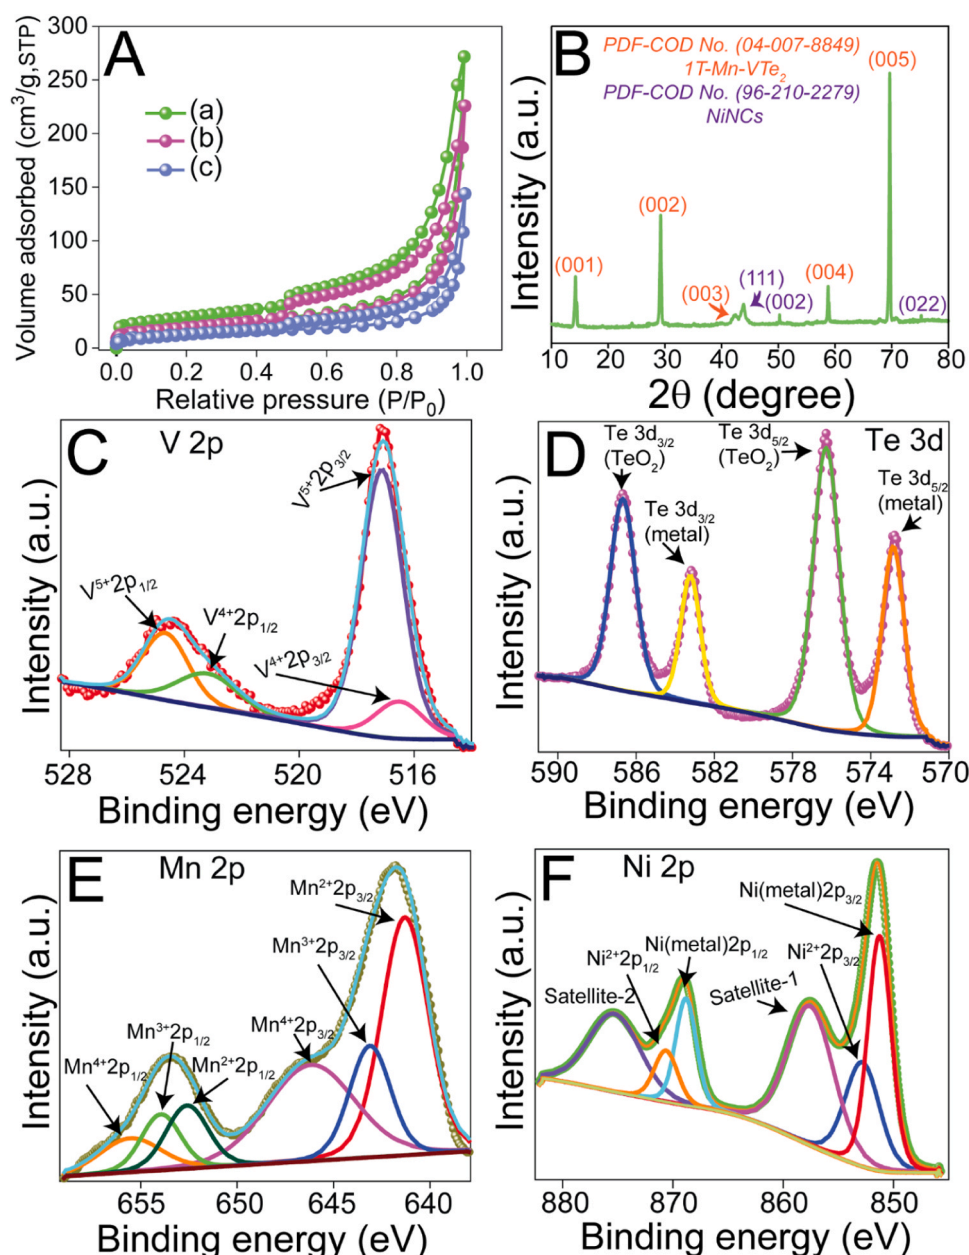 A
300
250
200
150
100
50
0
Volume adsorbed (cm³/g,STP)
(a)
(b)
(c)
0.0 0.2 0.4 0.6 0.8 1.0
Relative pressure (P/P₀)
B
PDF-COD No. (04-007-8849)
1T-Mn-VTe₂
PDF-COD No. (96-210-2279)
NiNCs
(005)
(002)
(001)
(003)
(111)
(002)
(004)
(022)
Intensity (a.u.)
10 20 30 40 50 60 70 80
2θ (degree)
C
V 2p
V⁵⁺2p₃/₂
V⁵⁺2p₁/₂
V⁴⁺2p₁/₂
V⁴⁺2p₃/₂
Intensity (a.u.)
528 524 520 516
Binding energy (eV)
D
Te 3d
Te 3d₃/₂
(TeO₂)
Te 3d₃/₂
(metal)
Te 3d₅/₂
(TeO₂)
Te 3d₅/₂
(metal)
Intensity (a.u.)
590 586 582 578 574 570
Binding energy (eV)
E
Mn 2p
Mn²⁺2p₃/₂
Mn³⁺2p₃/₂
Mn⁴⁺2p₃/₂
Mn³⁺2p₁/₂
Mn⁴⁺2p₁/₂
Mn²⁺2p₁/₂
Intensity (a.u.)
655 650 645 640
Binding energy (eV)
F
Ni 2p
Ni(metal)2p₃/₂
Ni²⁺2p₃/₂
Ni(metal)2p₁/₂
Ni²⁺2p₁/₂
Satellite-2
Satellite-1
Intensity (a.u.)
880 870 860 850
Binding energy (eV)